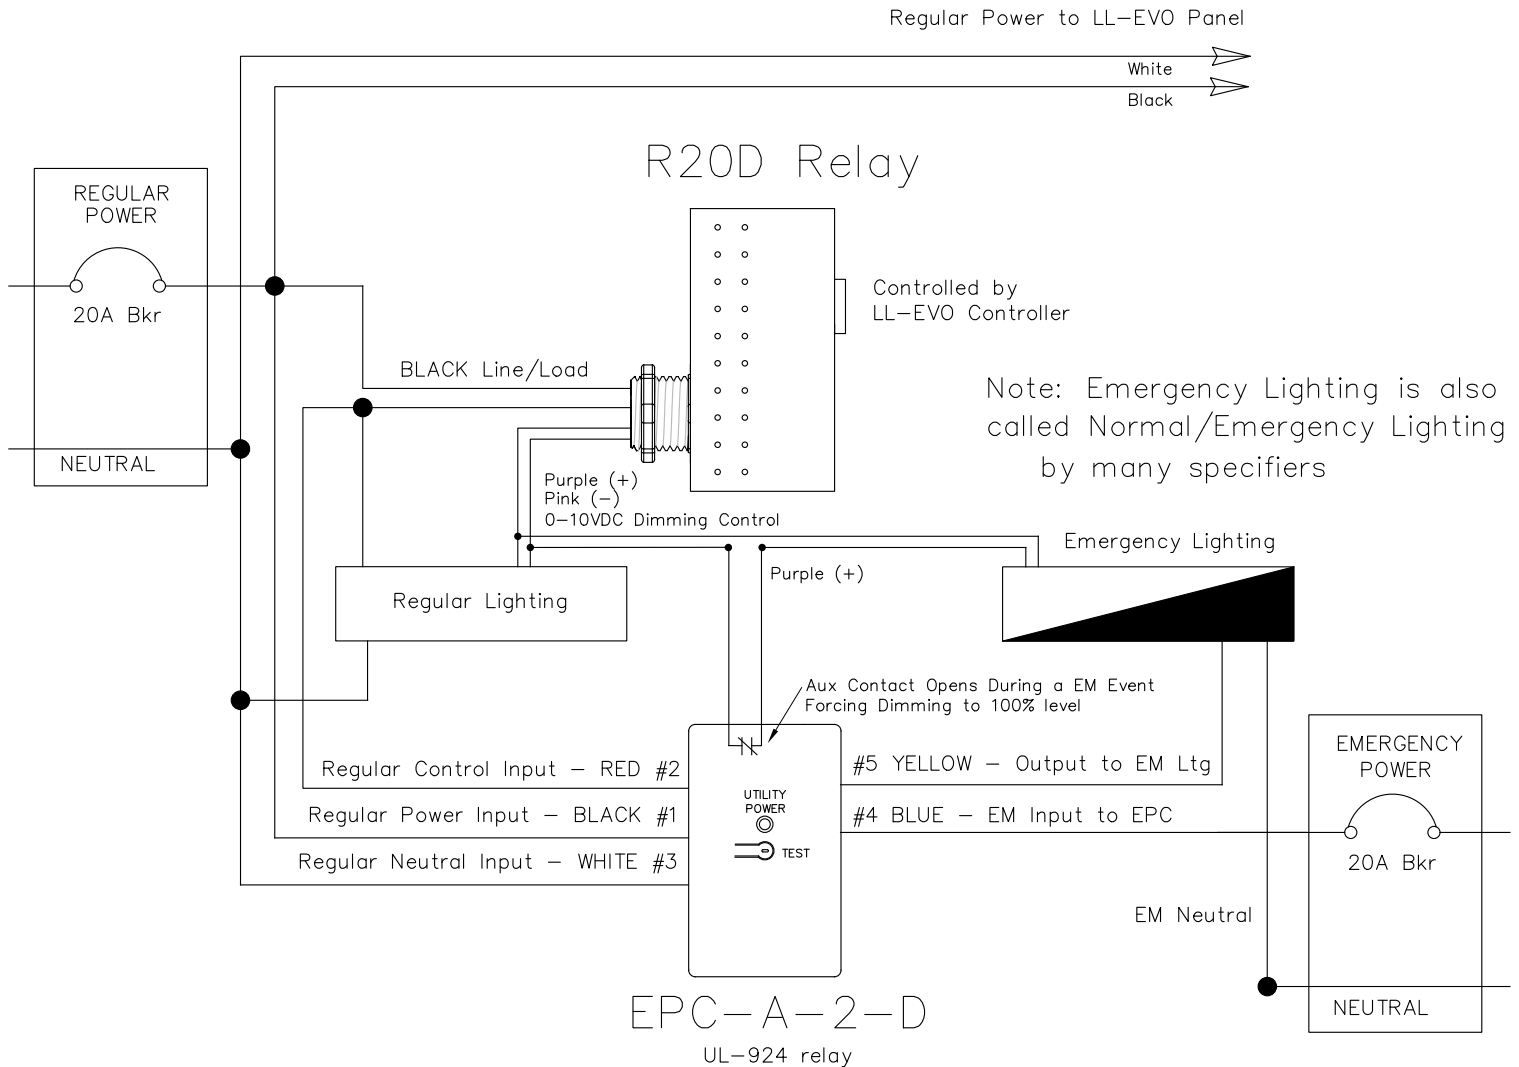 Regular Power to LL-EVO Panel
White
Black
R20D Relay
REGULAR
POWER
20A Bkr
NEUTRAL
Controlled by
LL-EVO Controller
BLACK Line/Load
Note: Emergency Lighting is also
called Normal/Emergency Lighting
by many specifiers
Purple (+)
Pink (-)
0-10VDC Dimming Control
Emergency Lighting
Purple (+)
Regular Lighting
Aux Contact Opens During a EM Event
Forcing Dimming to 100% level
Regular Control Input - RED #2
Regular Power Input - BLACK #1
Regular Neutral Input - WHITE #3
UTILITY
POWER
TEST
#5 YELLOW - Output to EM Ltg
#4 BLUE - EM Input to EPC
EMERGENCY
POWER
20A Bkr
EM Neutral
NEUTRAL
EPC-A-2-D
UL-924 relay